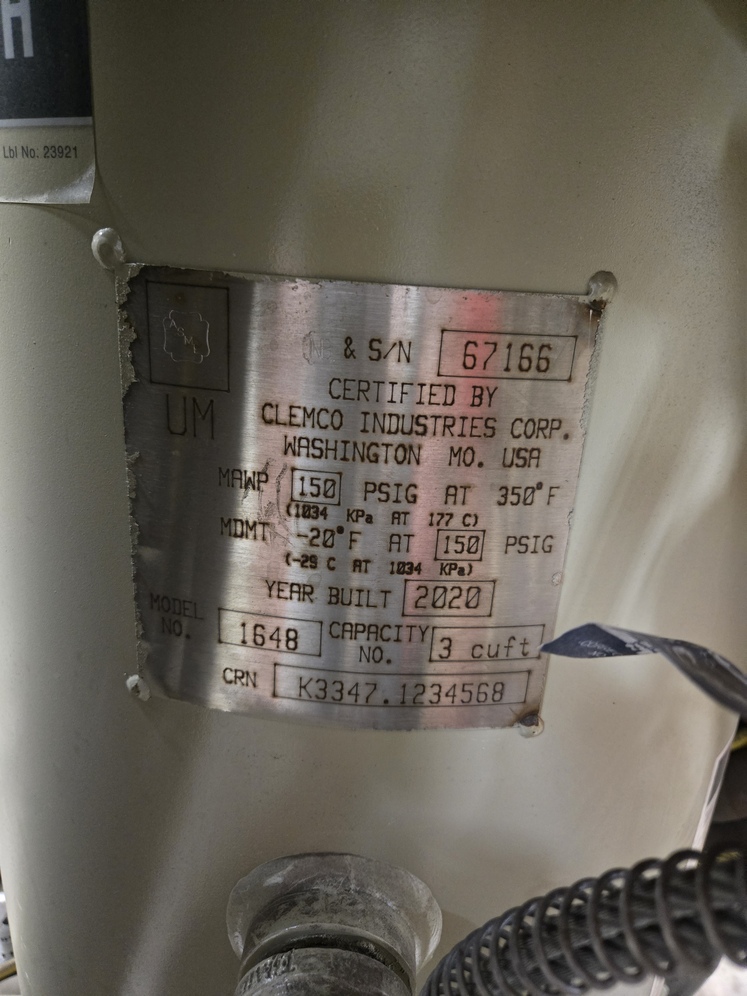 H
Lbl No. 23921
ASME
N & S/N 67166
CERTIFIED BY
UM CLEMCO INDUSTRIES CORP.
WASHINGTON MO. USA
MAWP 150 PSIG AT 350°F
(1034 KPa AT 177 C)
MDMT -20°F AT 150 PSIG
(-29 C AT 1034 KPa)
YEAR BUILT 2020
MODEL NO. 1648 CAPACITY NO. 3 cuft
CRN K3347.1234568